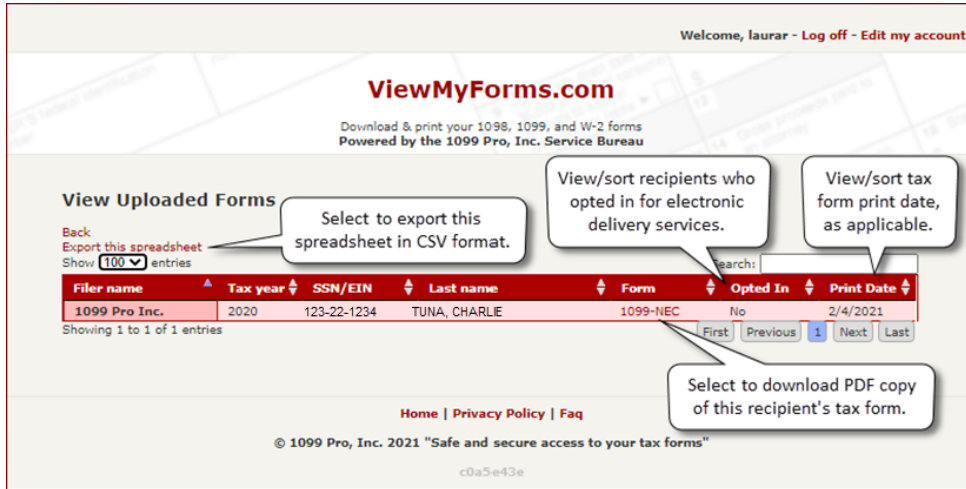 Welcome, laurar - Log off - Edit my account
ViewMyForms.com
Download & print your 1098, 1099, and W-2 forms
Powered by the 1099 Pro, Inc. Service Bureau
View/sort recipients who
opted in for electronic
delivery services.
View/sort tax
form print date,
as applicable.
View Uploaded Forms
Select to export this
spreadsheet in CSV format.
Back
Export this spreadsheet
Show 100 entries
Search:
Filer name Tax year SSN/EIN Last name Form Opted In Print Date
1099 Pro Inc. 2020 123-22-1234 TUNA, CHARLIE 1099-NEC No 2/4/2021
Showing 1 to 1 of 1 entries
First Previous 1 Next Last
Select to download PDF copy
of this recipient's tax form.
Home | Privacy Policy | Faq
© 1099 Pro, Inc. 2021 "Safe and secure access to your tax forms"
c0a5e43e